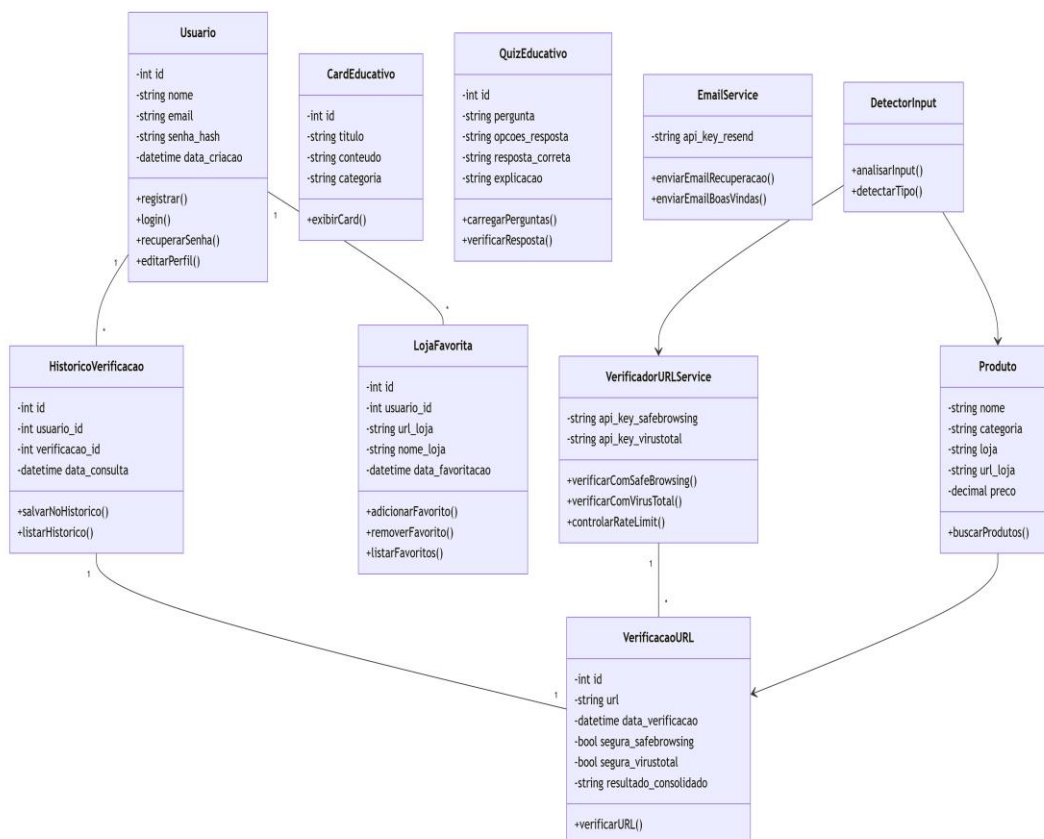 Usuario
-int id
-string nome
-string email
-string senha_hash
-datetime data_criacao
+registrar()
+login()
+recuperarSenha()
+editarPerfil()
CardEducativo
-int id
-string titulo
-string conteudo
-string categoria
+exibirCard()
QuizEducativo
-int id
-string pergunta
-string opcoes_resposta
-string resposta_correta
-string explicacao
+carregarPerguntas()
+verificarResposta()
EmailService
-string api_key_resend
+enviarEmailRecuperacao()
+enviarEmailBoasVindas()
DetectorInput
+analisarInput()
+detectarTipo()
1
1
*
*
HistoricoVerificacao
-int id
-int usuario_id
-int verificacao_id
-datetime data_consulta
+salvarNoHistorico()
+listarHistorico()
LojaFavorita
-int id
-int usuario_id
-string url_loja
-string nome_loja
-datetime data_favoritacao
+adicionarFavorito()
+removerFavorito()
+listarFavoritos()
VerificadorURLService
-string api_key_safebrowsing
-string api_key_virustotal
+verificarComSafeBrowsing()
+verificarComVirusTotal()
+controlarRateLimit()
Produto
-string nome
-string categoria
-string loja
-string url_loja
-decimal preco
+buscarProdutos()
1
1
*
1
VerificacaoURL
-int id
-string url
-datetime data_verificacao
-bool segura_safebrowsing
-bool segura_virustotal
-string resultado_consolidado
+verificarURL()